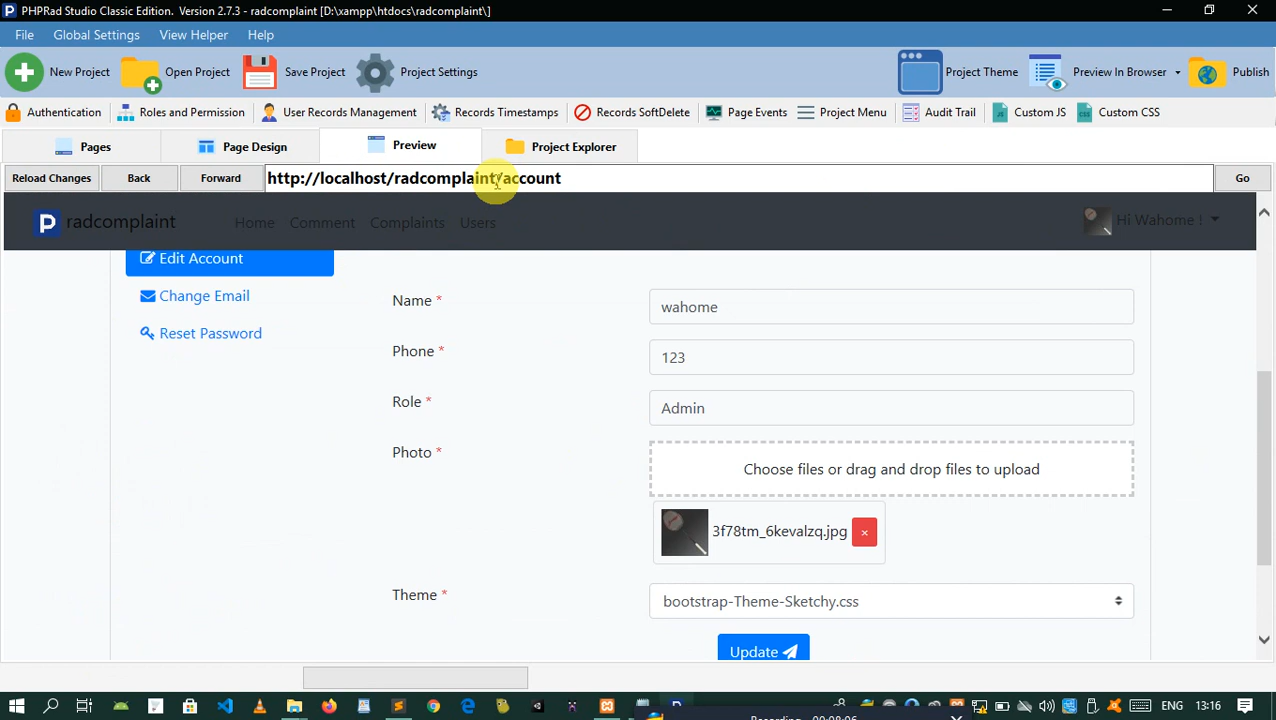 PHPRad Studio Classic Edition. Version 2.7.3 - radcomplaint [D:\xampp\htdocs\radcomplaint\]
File Global Settings View Helper Help
New Project Open Project Save Project Project Settings Theme Preview In Browser Publish
Authentication Roles and Permission User Records Management Records Timestamps Records SoftDelete Page Events Project Menu Audit Trail Custom JS Custom CSS
Pages Page Design Preview Project Explorer
Reload Changes Back Forward http://localhost/radcomplaint/account Go
radcomplaint Home Comment Complaints Users Hi Wahome !
Edit Account
Change Email
Reset Password
Name *
wahome
Phone *
123
Role *
Admin
Photo *
Choose files or drag and drop files to upload
3f78tm_6kevalzq.jpg ×
Theme *
bootstrap-Theme-Sketchy.css
Update
ENG 13:16